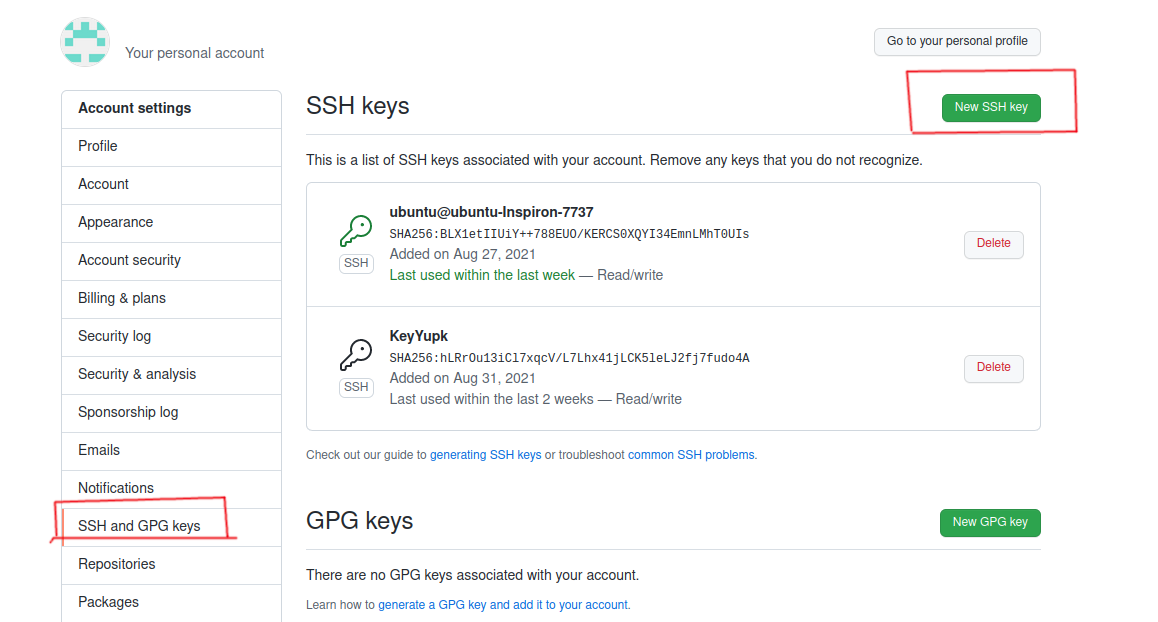 Your personal account
Go to your personal profile
Account settings
Profile
Account
Appearance
Account security
Billing & plans
Security log
Security & analysis
Sponsorship log
Emails
Notifications
SSH and GPG keys
Repositories
Packages
SSH keys
New SSH key
This is a list of SSH keys associated with your account. Remove any keys that you do not recognize.
ubuntu@ubuntu-Inspiron-7737
SHA256:BLX1etIIUiY++788EUO/KERCS0XQYI34EmnLMhT0UIs
Added on Aug 27, 2021
Last used within the last week — Read/write
SSH
Delete
KeyYupk
SHA256:hLRrOu13iCl7xqcV/L7Lhx41jLCK5leLJ2fj7fudo4A
Added on Aug 31, 2021
Last used within the last 2 weeks — Read/write
SSH
Delete
Check out our guide to generating SSH keys or troubleshoot common SSH problems.
GPG keys
New GPG key
There are no GPG keys associated with your account.
Learn how to generate a GPG key and add it to your account.